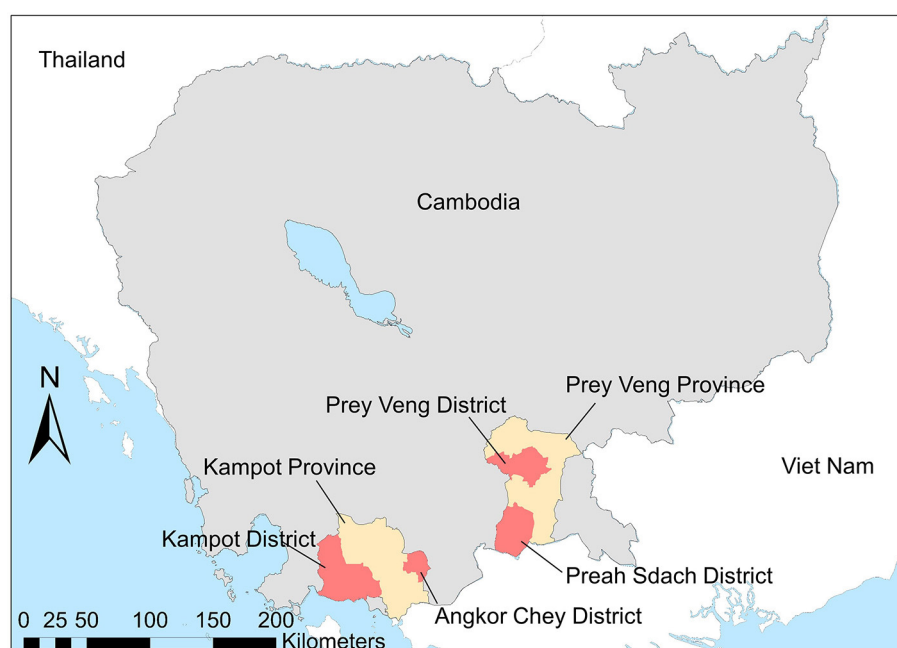 Thailand
Cambodia
N
Prey Veng Province
Prey Veng District
Viet Nam
Kampot Province
Kampot District
Preah Sdach District
Angkor Chey District
0 25 50 100 150 200
Kilometers